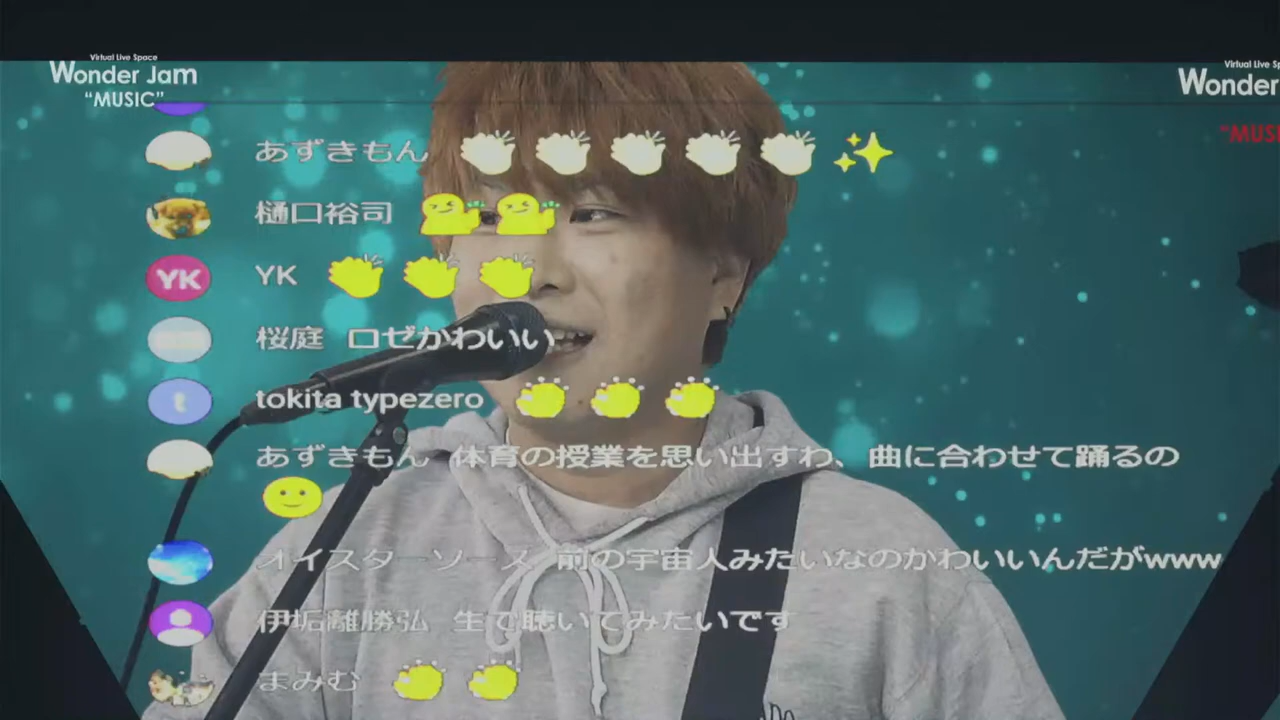 Virtual Live Space
Wonder Jam
“MUSIC”
Virtual Live Sp
Wonder
“MUSI
あずきもん
樋口裕司
YK YK
桜庭 ロゼかわいい
t tokita typezero
あずきもん 体育の授業を思い出すわ、曲に合わせて踊るの
オイスターソース 前の宇宙人みたいなのかわいいんだがwww
伊垢離勝弘 生で聴いてみたいです
まみむ